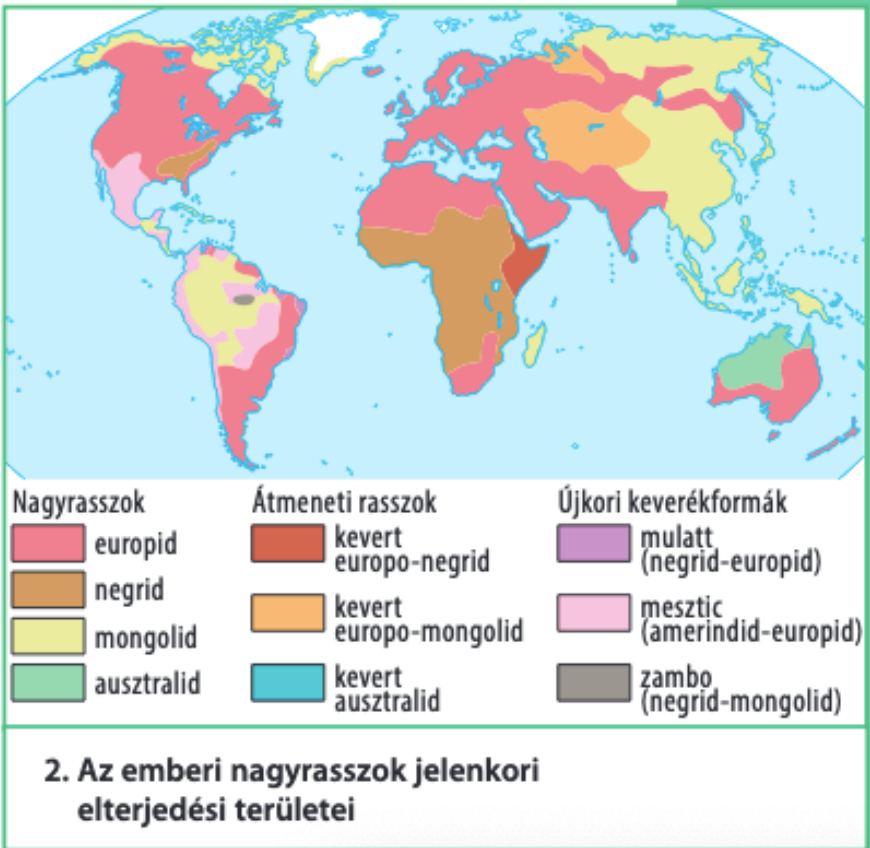 Nagyrasszok
europid
negrid
mongolid
ausztralid
Átmeneti rasszok
kevert
europo-negrid
kevert
europo-mongolid
kevert
ausztralid
Újkori keverékformák
mulatt
(negrid-europid)
mesztic
(amerindid-europid)
zambo
(negrid-mongolid)
2. Az emberi nagyrasszok jelenkori
elterjedési területei